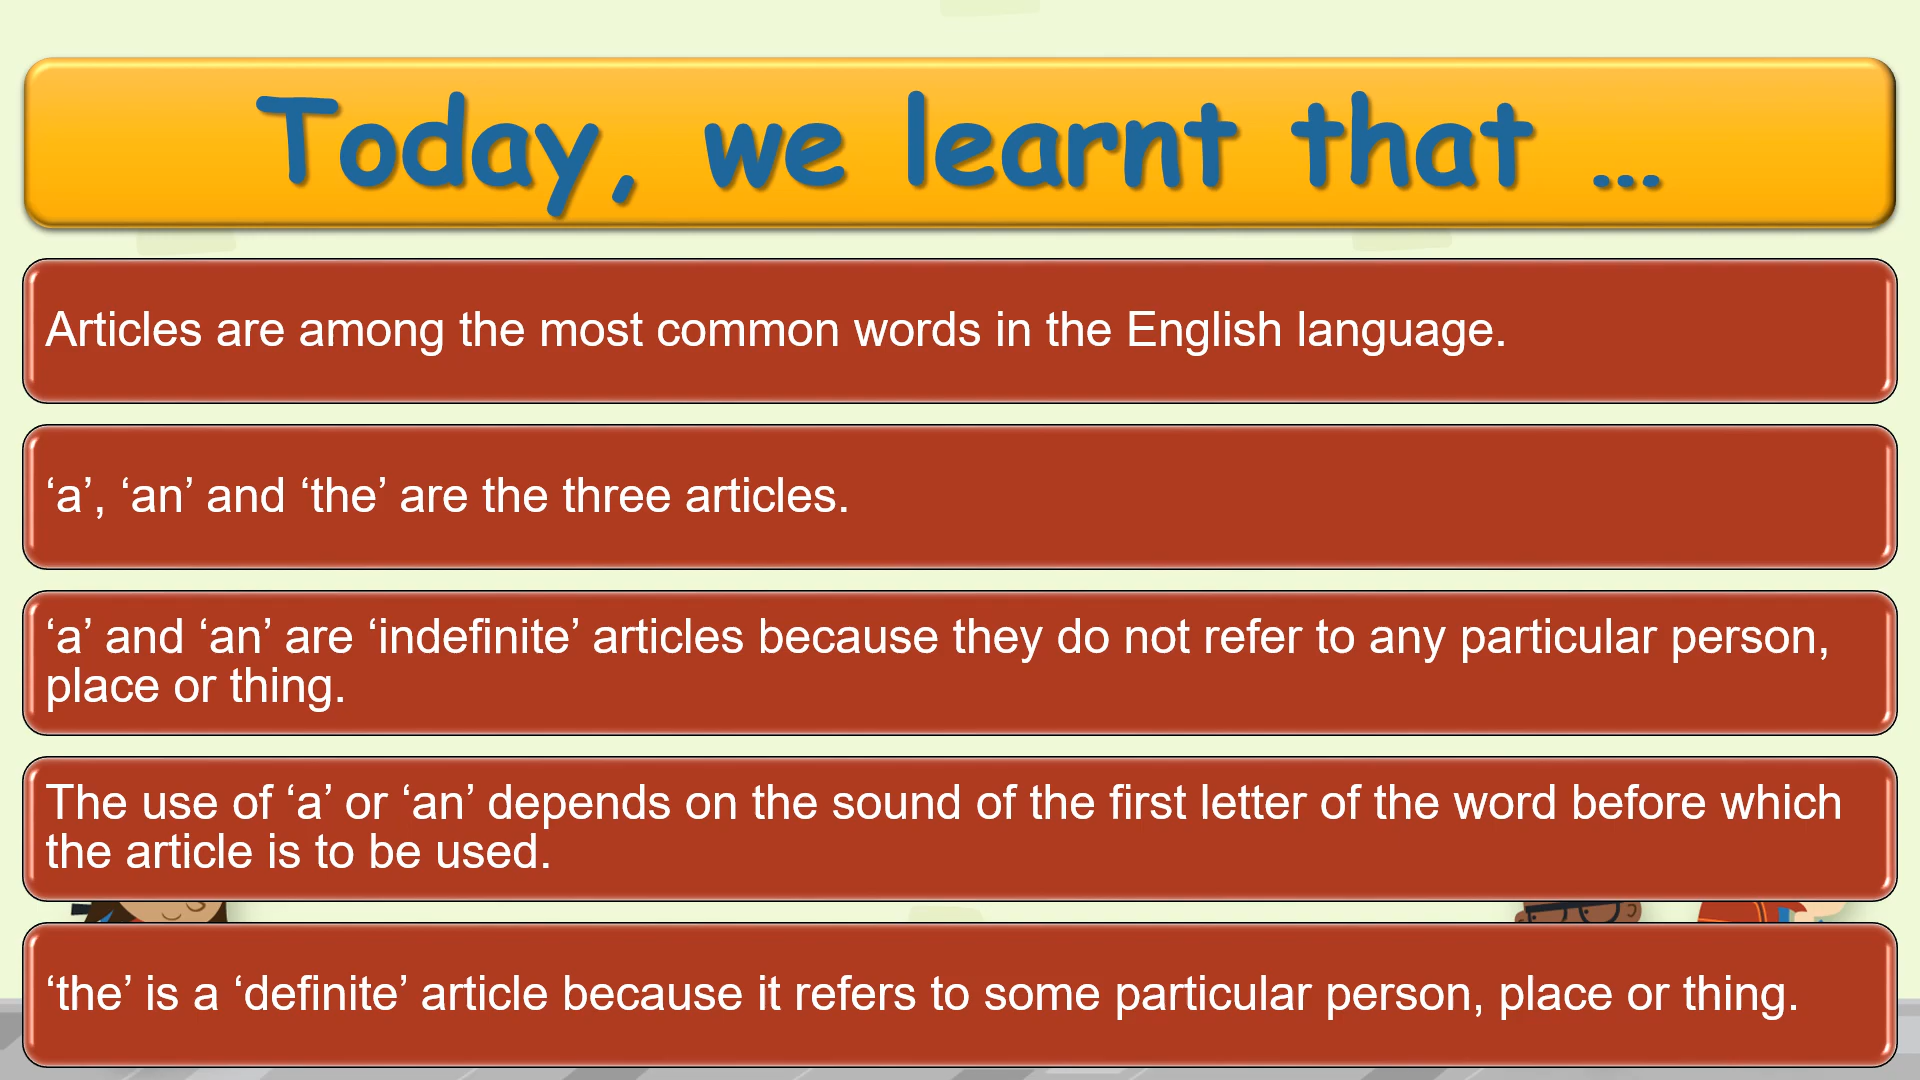 Today, we learnt that ...
Articles are among the most common words in the English language.
‘a’, ‘an’ and ‘the’ are the three articles.
‘a’ and ‘an’ are ‘indefinite’ articles because they do not refer to any particular person,
place or thing.
The use of ‘a’ or ‘an’ depends on the sound of the first letter of the word before which
the article is to be used.
‘the’ is a ‘definite’ article because it refers to some particular person, place or thing.